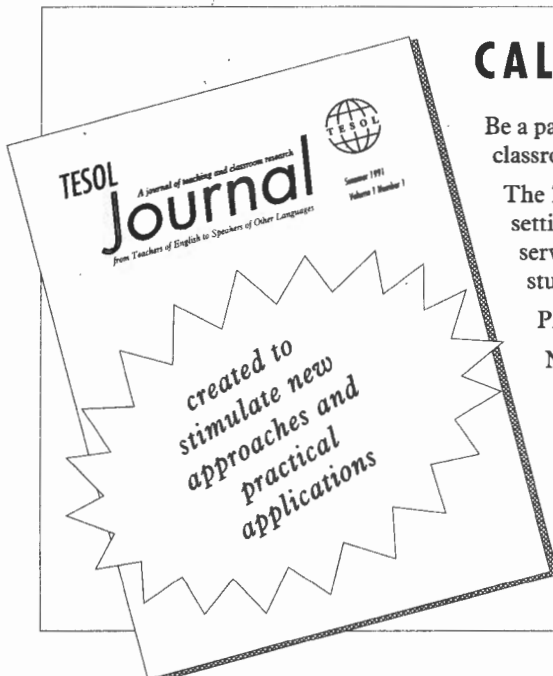 CAL
Be a pa
classro
The
setti
serv
stu
P
N
TESOL
A journal of teaching and classroom research
Journal
from Teachers of English to Speakers of Other Languages
TESOL
Summer 1991
Volume 1 Number 1
created to
stimulate new
approaches and
practical
applications